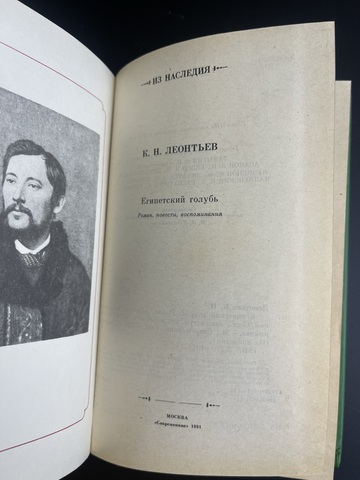 ИЗ НАСЛЕДИЯ
К. Н. ЛЕОНТЬЕВ
Египетский голубь
Роман, повести, воспоминания
МОСКВА
«Современник» 1991